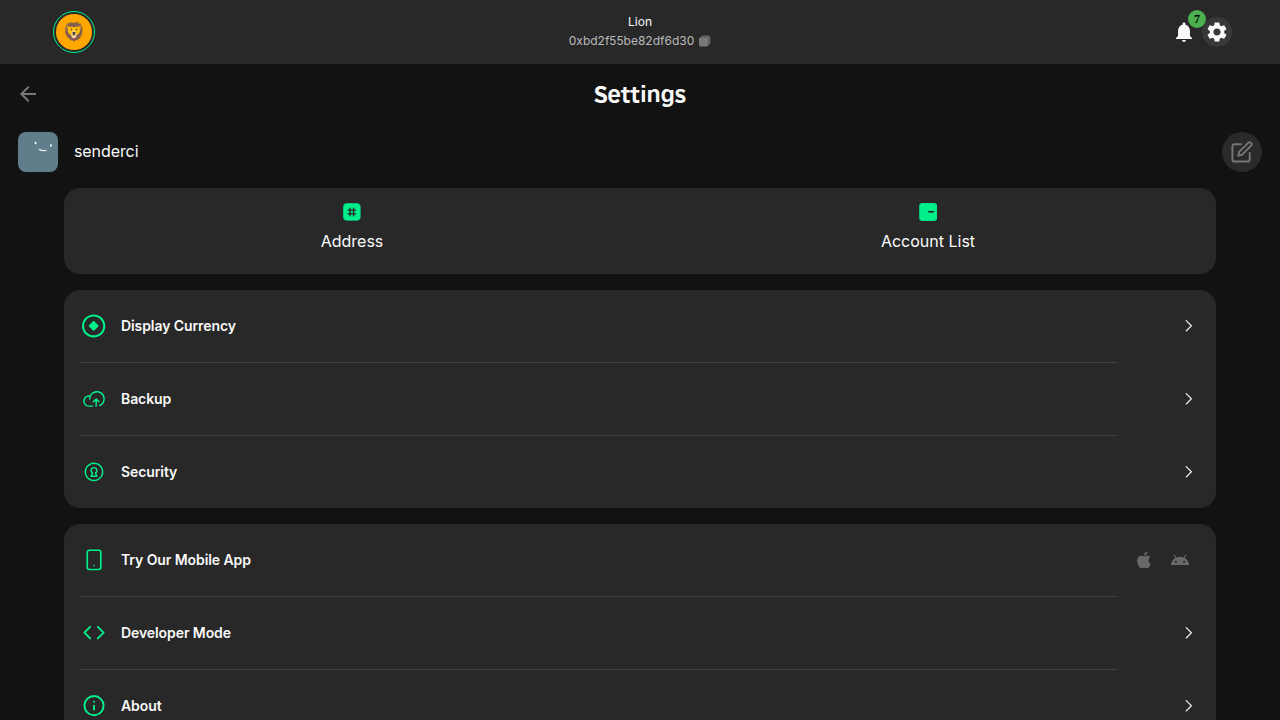 Lion
0xbd2f55be82df6d30
7
Settings
senderci
Address
Account List
Display Currency
Backup
Security
Try Our Mobile App
Developer Mode
About